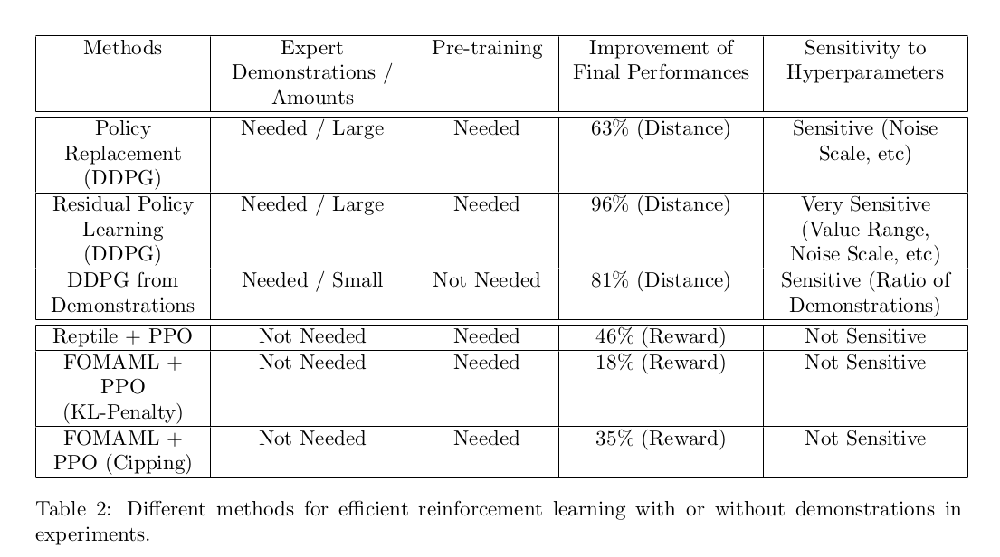 Methods Expert Pre-training Improvement of Sensitivity to
Demonstrations / Final Performances Hyperparameters
Amounts
Policy Needed / Large Needed 63% (Distance) Sensitive (Noise
Replacement Scale, etc)
(DDPG)
Residual Policy Needed / Large Needed 96% (Distance) Very Sensitive
Learning (Value Range,
(DDPG) Noise Scale, etc)
DDPG from Needed / Small Not Needed 81% (Distance) Sensitive (Ratio of
Demonstrations Demonstrations)
Reptile + PPO Not Needed Needed 46% (Reward) Not Sensitive
FOMAML + Not Needed Needed 18% (Reward) Not Sensitive
PPO
(KL-Penalty)
FOMAML + Not Needed Needed 35% (Reward) Not Sensitive
PPO (Cipping)
Table 2: Different methods for efficient reinforcement learning with or without demonstrations in
experiments.